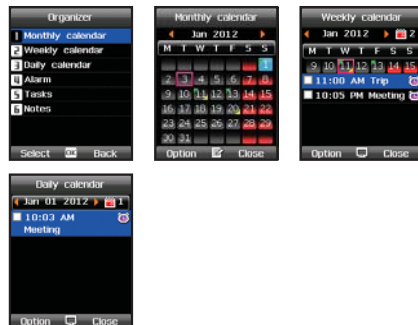 Organizer
1 Monthly calendar
2 Weekly calendar
3 Daily calendar
4 Alarm
5 Tasks
6 Notes
Select OK Back
Monthly calendar
Jan 2012
M T W T F S S
1
2 3 4 5 6 7 8
9 10 11 12 13 14 15
16 17 18 19 20 21 22
23 24 25 26 27 28 29
30 31
Option Close
Weekly calendar
Jan 2012 2
M T W T F S S
9 10 11 12 13 14 15
11:00 AM Trip
10:05 PM Meeting
Option Close
Daily calendar
Jan 01 2012 1
10:03 AM
Meeting
Option Close